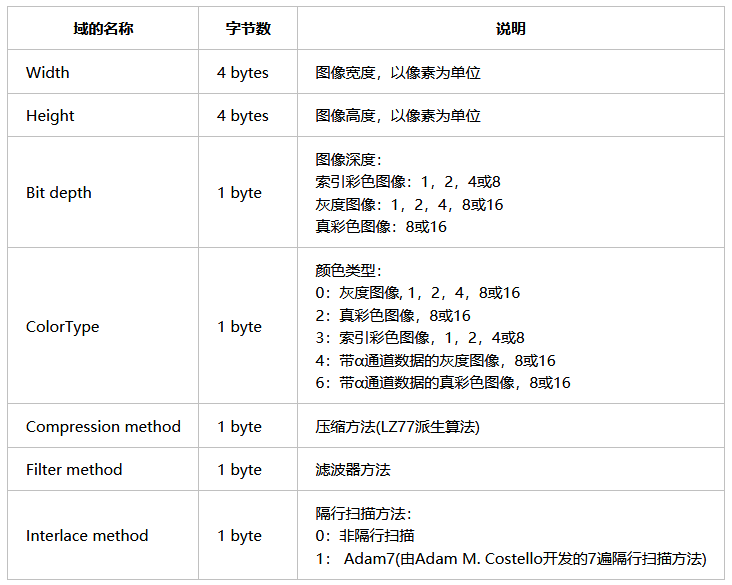 域的名称 字节数 说明
Width 4 bytes 图像宽度，以像素为单位
Height 4 bytes 图像高度，以像素为单位
Bit depth 1 byte 图像深度：
索引彩色图像：1，2，4或8
灰度图像：1，2，4，8或16
真彩色图像：8或16
ColorType 1 byte 颜色类型：
0：灰度图像, 1，2，4，8或16
2：真彩色图像，8或16
3：索引彩色图像，1，2，4或8
4：带α通道数据的灰度图像，8或16
6：带α通道数据的真彩色图像，8或16
Compression method 1 byte 压缩方法(LZ77派生算法)
Filter method 1 byte 滤波器方法
Interlace method 1 byte 隔行扫描方法：
0：非隔行扫描
1： Adam7(由Adam M. Costello开发的7遍隔行扫描方法)